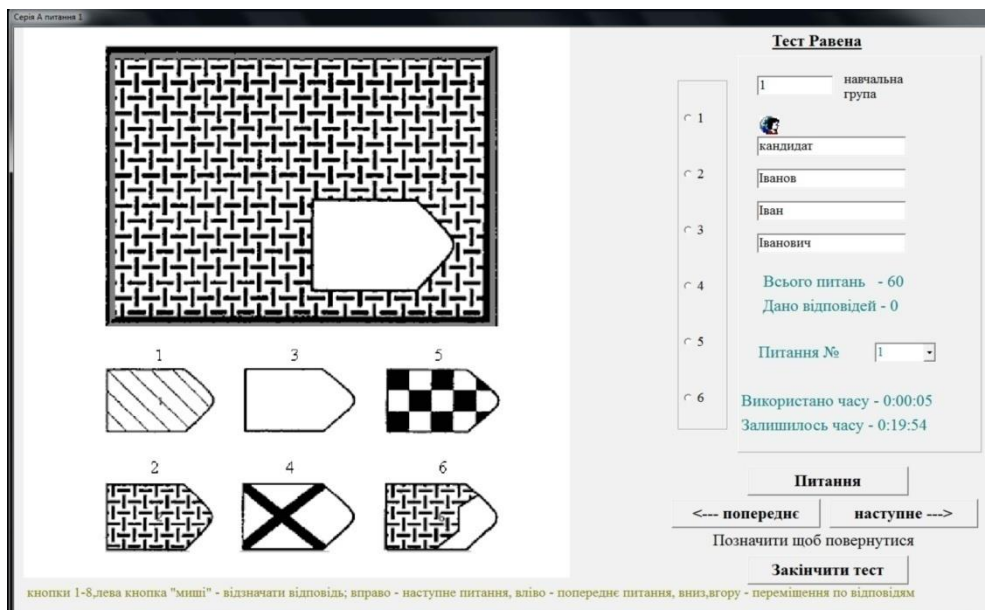 Серія А питання 1
Тест Равена
1
навчальна
група
кандидат
Іванов
Іван
Іванович
Всього питань - 60
Дано відповідей - 0
Питання № 1
Використано часу - 0:00:05
Залишилось часу - 0:19:54
1
2
3
4
5
6
1 3 5
2 4 6
Питання
<--- попереднє наступне --->
Позначити щоб повернутися
Закінчити тест
кнопки 1-8,лева кнопка "миші" - відзначати відповідь; вправо - наступне питання, вліво - попереднє питання, вниз,вгору - переміщення по відповідям